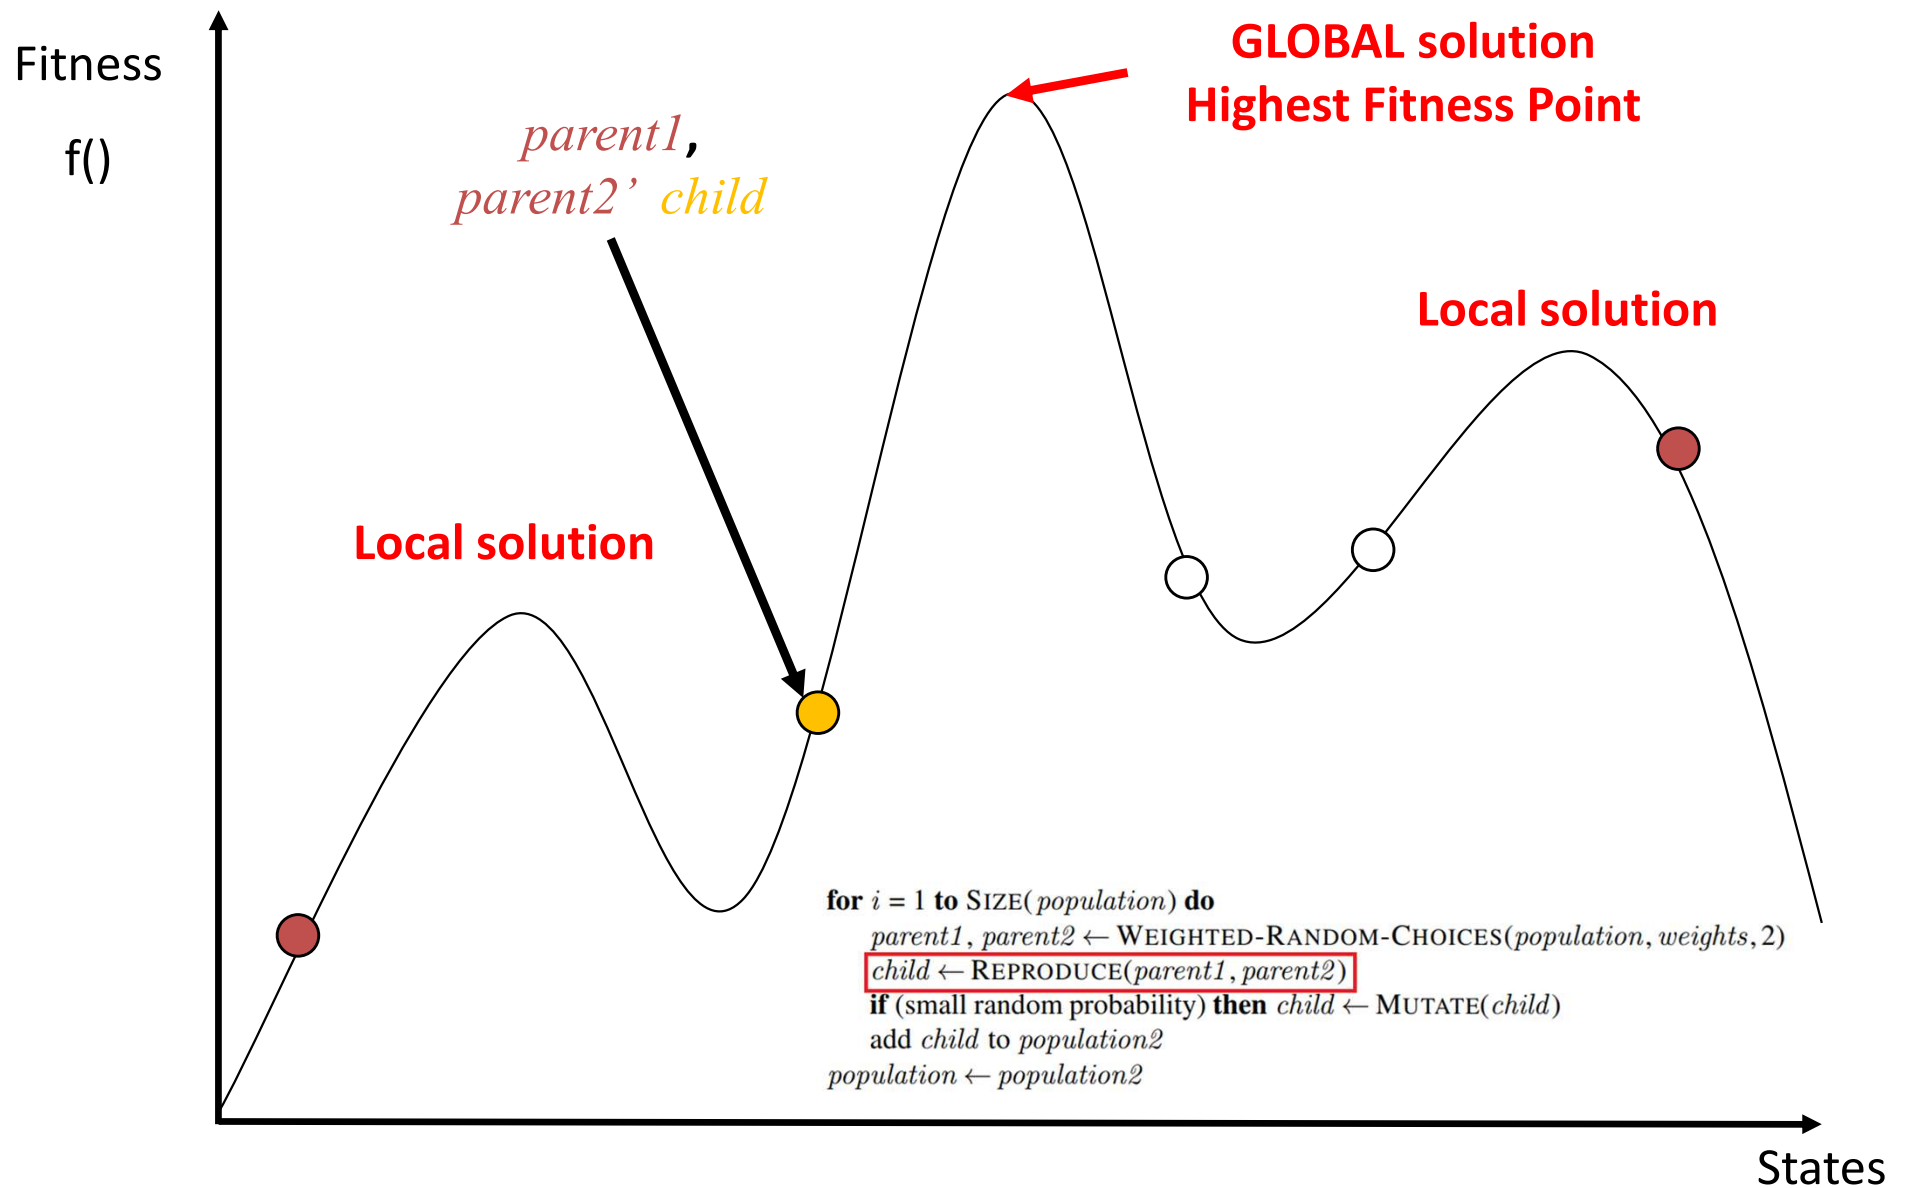 Fitness
f()
GLOBAL solution
Highest Fitness Point
parent1,
parent2’ child
Local solution
Local solution
for i = 1 to SIZE(population) do
parent1, parent2 ← WEIGHTED-RANDOM-CHOICES(population, weights, 2)
child ← REPRODUCE(parent1, parent2)
if (small random probability) then child ← MUTATE(child)
add child to population2
population ← population2
States